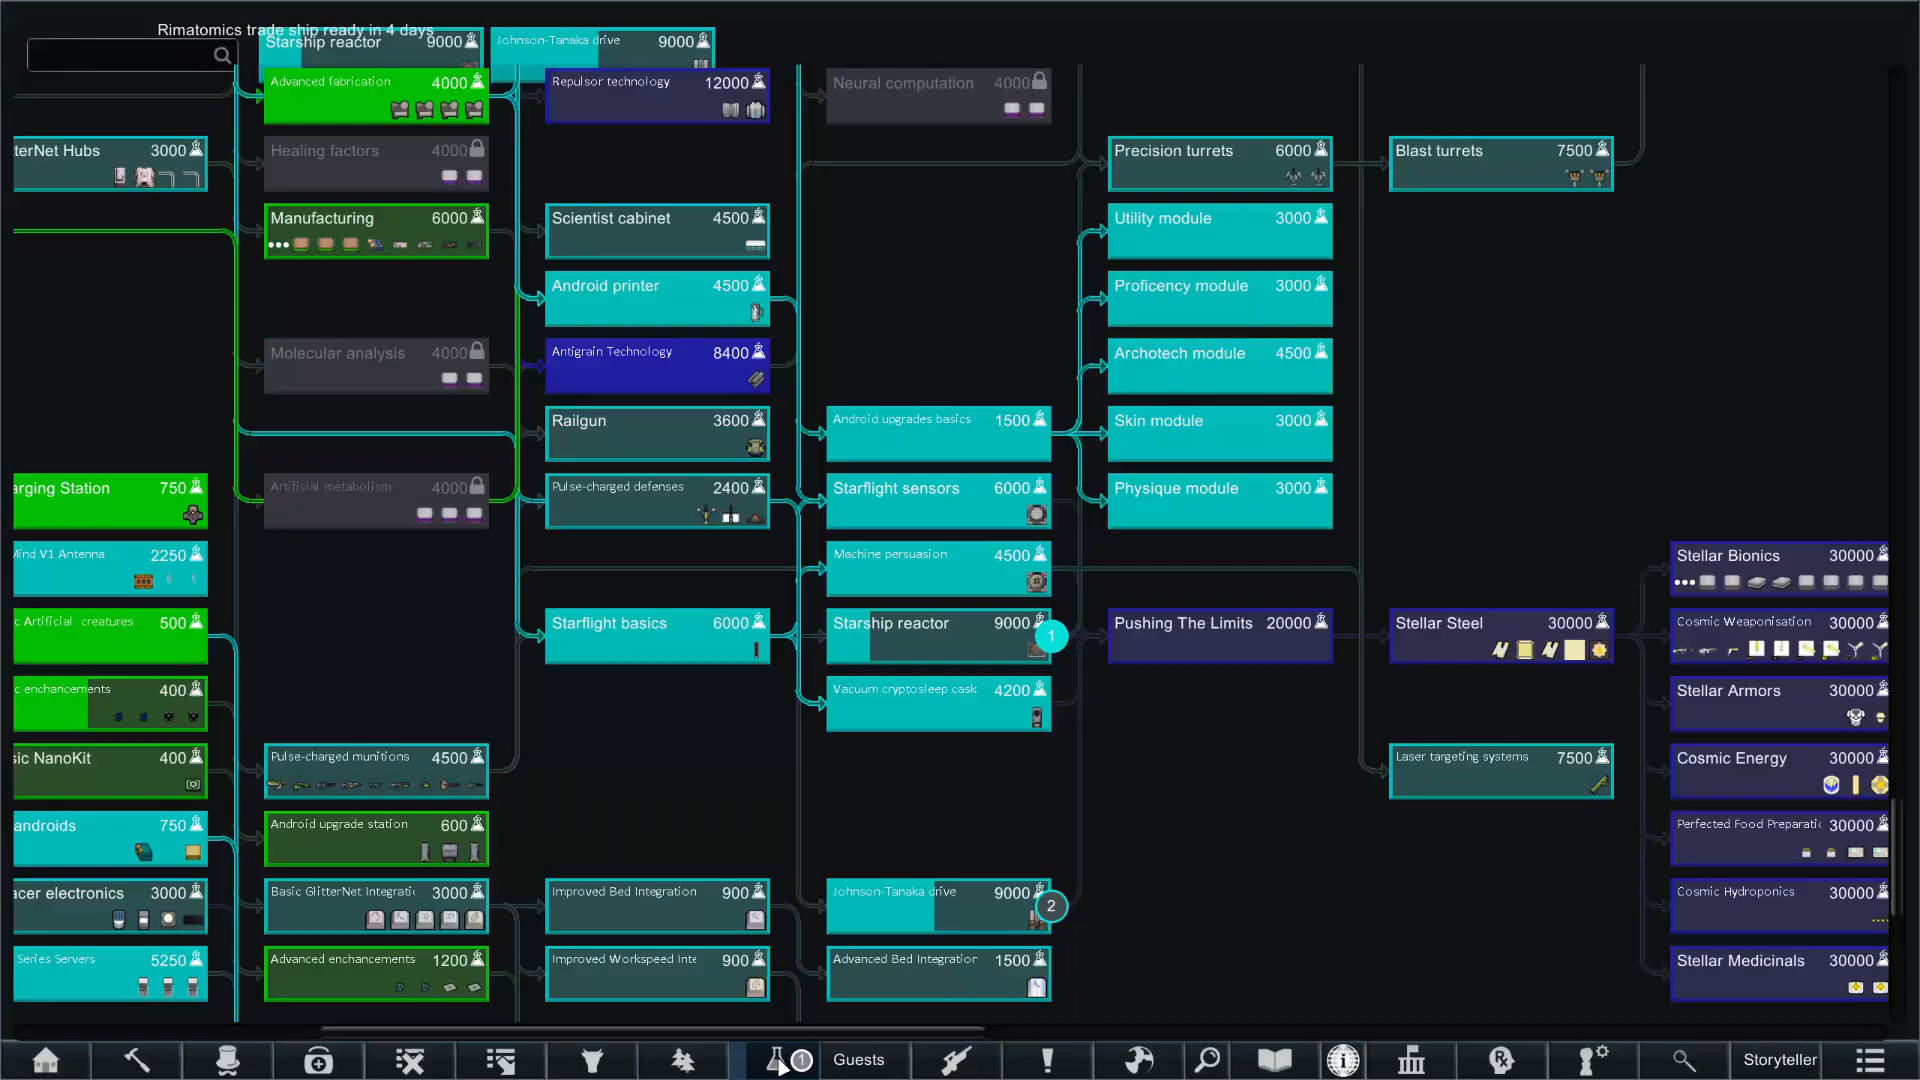 Rimatomics trade ship ready in 4 days
Starship reactor 9000
Johnson-Tanaka drive 9000
Advanced fabrication 4000
Repulsor technology 12000
Neural computation 4000
terNet Hubs 3000
Healing factors 4000
Precision turrets 6000
Blast turrets 7500
Manufacturing 6000
Scientist cabinet 4500
Utility module 3000
Android printer 4500
Proficency module 3000
Molecular analysis 4000
Antigrain Technology 8400
Archotech module 4500
Railgun 3600
Android upgrades basics 1500
Skin module 3000
arging Station 750
Artificial metabolism 4000
Pulse-charged defenses 2400
Starflight sensors 6000
Physique module 3000
Mind V1 Antenna 2250
Machine persuasion 4500
Stellar Bionics 30000
c Artificial creatures 500
Starflight basics 6000
Starship reactor 9000
1
Pushing The Limits 20000
Stellar Steel 30000
Cosmic Weaponisation 30000
c enchancements 400
Vacuum cryptosleep cask 4200
Stellar Armors 30000
sic NanoKit 400
Pulse-charged munitions 4500
Laser targeting systems 7500
Cosmic Energy 30000
androids 750
Android upgrade station 600
Perfected Food Preparatic 30000
acer electronics 3000
Basic GlitterNet Integratic 3000
Improved Bed Integration 900
Johnson-Tanaka drive 9000
2
Cosmic Hydroponics 30000
Series Servers 5250
Advanced enchancements 1200
Improved Workspeed Inte 900
Advanced Bed Integration 1500
Stellar Medicinals 30000
1
Guests
Storyteller